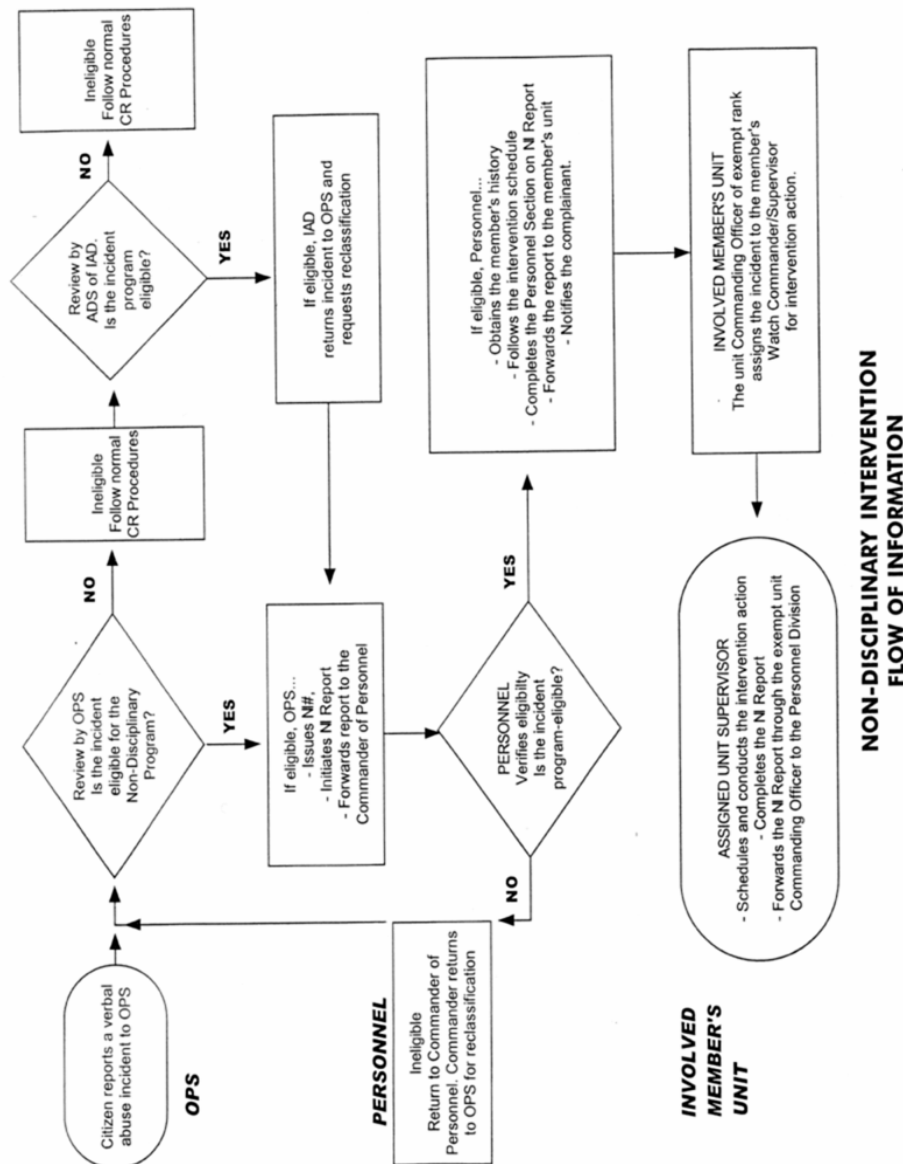 Citizen reports a verbal
abuse incident to OPS
OPS
Review by OPS
Is the incident
eligible for the
Non-Disciplinary
Program?
NO
YES
Ineligible
Follow normal
CR Procedures
Review by
ADS of IAD.
Is the incident
program
eligible?
NO
YES
Ineligible
Follow normal
CR Procedures
If eligible, OPS...
- Issues NI#,
- Initiates NI Report
- Forwards report to the
Commander of Personnel
If eligible, IAD
returns incident to OPS and
requests reclassification
PERSONNEL
Ineligible
Return to Commander of
Personnel. Commander returns
to OPS for reclassification
NO
PERSONNEL
Verifies eligibilty
Is the incident
program-eligible?
YES
If eligible, Personnel...
- Obtains the member's history
- Follows the intervention schedule
- Completes the Personnel Section on NI Report
- Forwards the report to the member's unit
- Notifies the complainant.
INVOLVED
MEMBER'S
UNIT
ASSIGNED UNIT SUPERVISOR
- Schedules and conducts the intervention action
- Completes the NI Report
- Forwards the NI Report through the exempt unit
Commanding Officer to the Personnel Division
INVOLVED MEMBER'S UNIT
The unit Commanding Officer of exempt rank
assigns the incident to the member's
Watch Commander/Supervisor
for intervention action.
NON-DISCIPLINARY INTERVENTION
FLOW OF INFORMATION